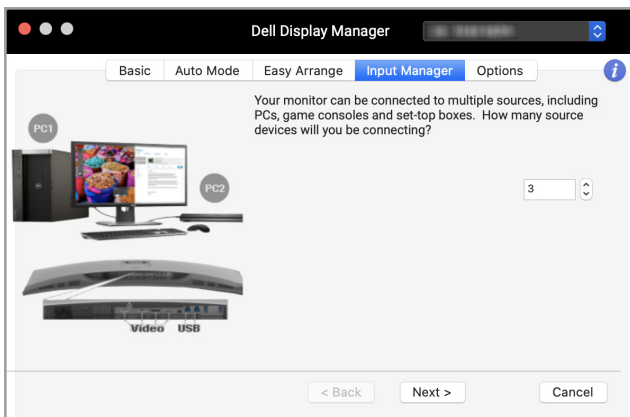 Dell Display Manager
Basic Auto Mode Easy Arrange Input Manager Options
i
Your monitor can be connected to multiple sources, including
PCs, game consoles and set-top boxes. How many source
devices will you be connecting?
PC1
PC2
3
Video USB
< Back Next > Cancel